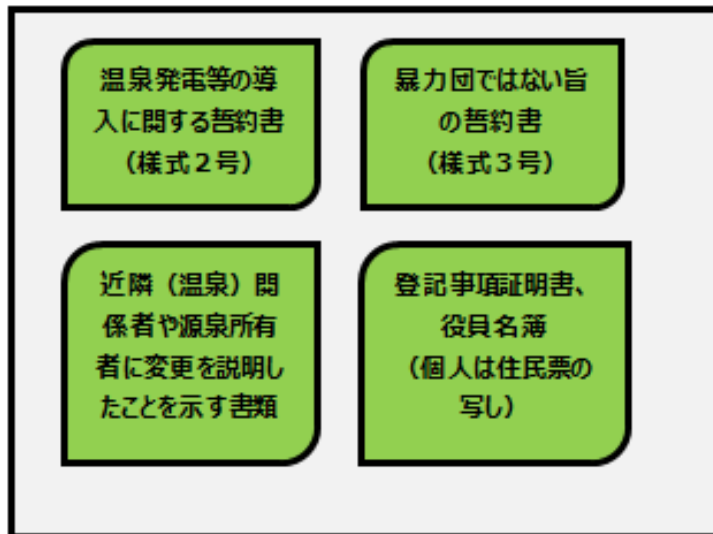 温泉発電等の導
入に関する誓約書
（様式２号）
暴力団ではない旨
の誓約書
（様式３号）
近隣（温泉）関
係者や源泉所有
者に変更を説明し
たことを示す書類
登記事項証明書、
役員名簿
（個人は住民票の
写し）